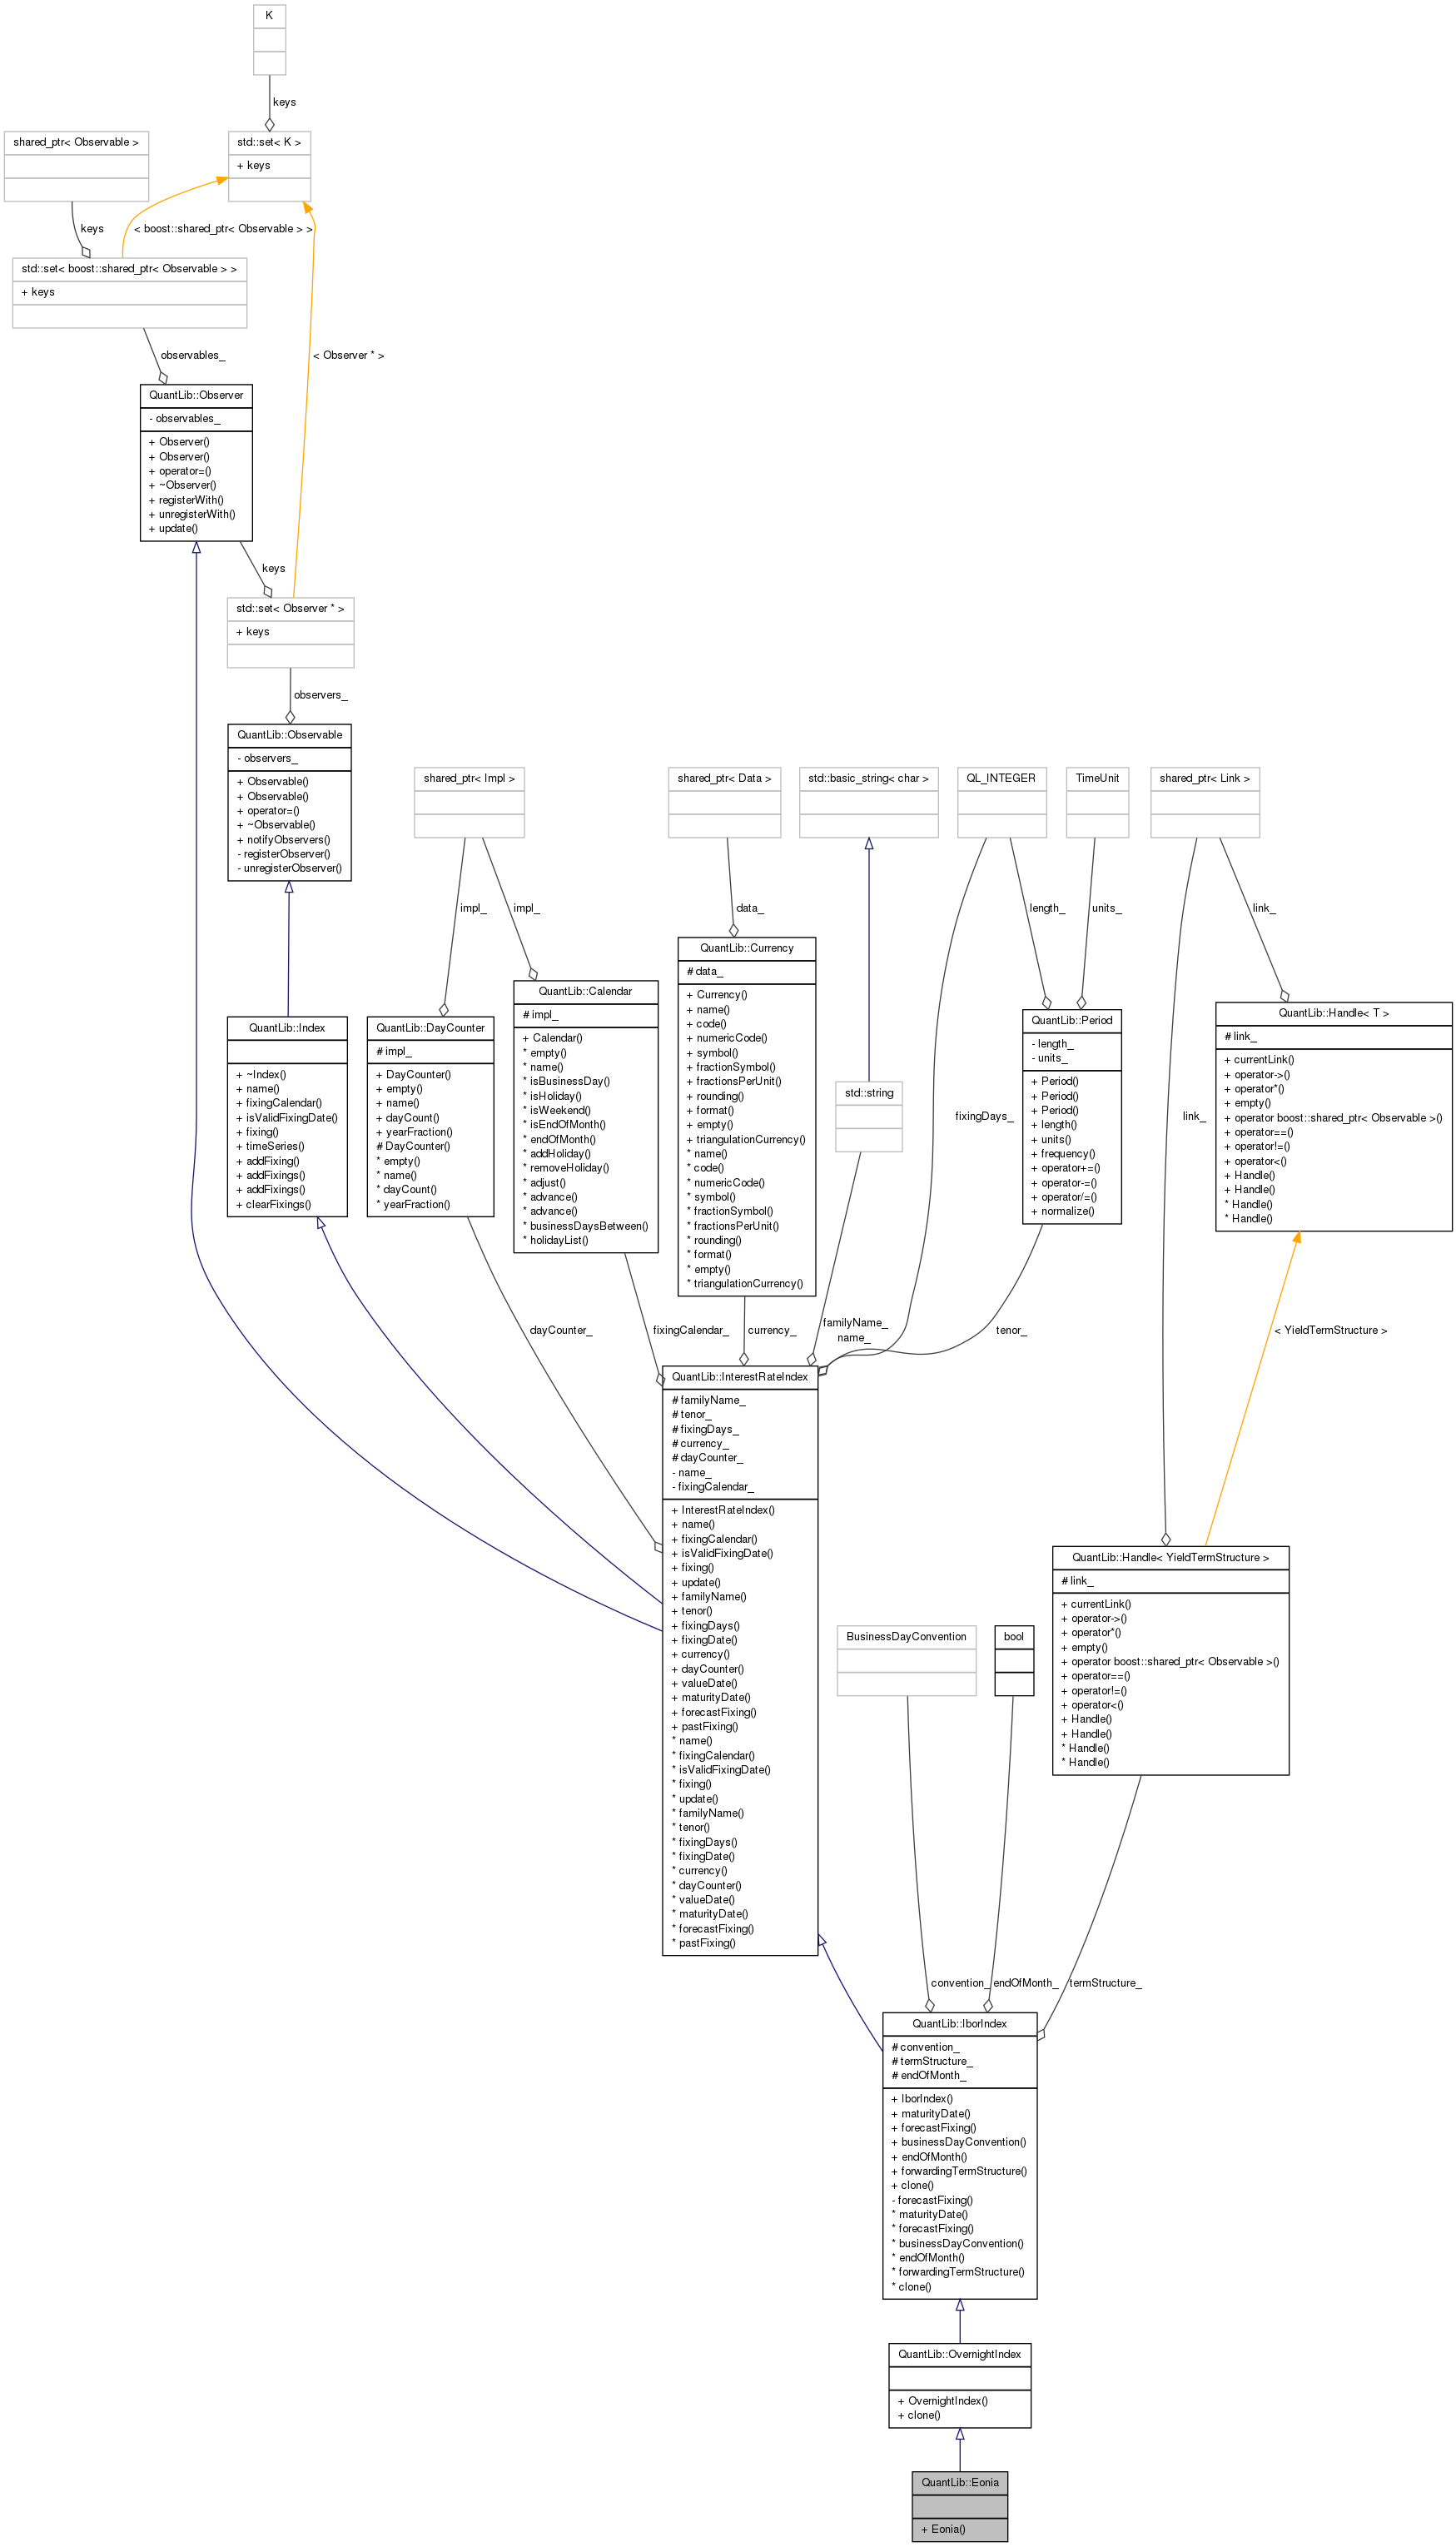 K
keys
shared_ptr< Observable >
std::set< K >
+ keys
keys
< boost::shared_ptr< Observable > >
std::set< boost::shared_ptr< Observable > >
+ keys
observables_
< Observer * >
QuantLib::Observer
- observables_
+ Observer()
+ Observer()
+ operator=()
+ ~Observer()
+ registerWith()
+ unregisterWith()
+ update()
keys
std::set< Observer * >
+ keys
observers_
QuantLib::Observable
- observers_
+ Observable()
+ Observable()
+ operator=()
+ ~Observable()
+ notifyObservers()
- registerObserver()
- unregisterObserver()
shared_ptr< Impl >
shared_ptr< Data >
std::basic_string< char >
QL_INTEGER
TimeUnit
shared_ptr< Link >
impl_
impl_
data_
length_
units_
link_
QuantLib::Index
+ ~Index()
+ name()
+ fixingCalendar()
+ isValidFixingDate()
+ fixing()
+ timeSeries()
+ addFixing()
+ addFixings()
+ addFixings()
+ clearFixings()
QuantLib::DayCounter
# impl_
+ DayCounter()
+ empty()
+ name()
+ dayCount()
+ yearFraction()
# DayCounter()
* empty()
* name()
* dayCount()
* yearFraction()
QuantLib::Calendar
# impl_
+ Calendar()
* empty()
* name()
* isBusinessDay()
* isHoliday()
* isWeekend()
* isEndOfMonth()
* endOfMonth()
* addHoliday()
* removeHoliday()
* adjust()
* advance()
* advance()
* businessDaysBetween()
* holidayList()
QuantLib::Currency
# data_
+ Currency()
+ name()
+ code()
+ numericCode()
+ symbol()
+ fractionSymbol()
+ fractionsPerUnit()
+ rounding()
+ format()
+ empty()
+ triangulationCurrency()
* name()
* code()
* numericCode()
* symbol()
* fractionSymbol()
* fractionsPerUnit()
* rounding()
* format()
* empty()
* triangulationCurrency()
std::string
fixingDays_
QuantLib::Period
- length_
- units_
+ Period()
+ Period()
+ Period()
+ length()
+ units()
+ frequency()
+ operator+=()
+ operator-=()
+ operator/=()
+ normalize()
link_
QuantLib::Handle< T >
# link_
+ currentLink()
+ operator->()
+ operator*()
+ empty()
+ operator boost::shared_ptr< Observable >()
+ operator==()
+ operator!=()
+ operator<()
+ Handle()
+ Handle()
* Handle()
* Handle()
dayCounter_
fixingCalendar_
currency_
familyName_
name_
tenor_
< YieldTermStructure >
QuantLib::InterestRateIndex
# familyName_
# tenor_
# fixingDays_
# currency_
# dayCounter_
- name_
- fixingCalendar_
+ InterestRateIndex()
+ name()
+ fixingCalendar()
+ isValidFixingDate()
+ fixing()
+ update()
+ familyName()
+ tenor()
+ fixingDays()
+ fixingDate()
+ currency()
+ dayCounter()
+ valueDate()
+ maturityDate()
+ forecastFixing()
+ pastFixing()
* name()
* fixingCalendar()
* isValidFixingDate()
* fixing()
* update()
* familyName()
* tenor()
* fixingDays()
* fixingDate()
* currency()
* dayCounter()
* valueDate()
* maturityDate()
* forecastFixing()
* pastFixing()
BusinessDayConvention
bool
QuantLib::Handle< YieldTermStructure >
# link_
+ currentLink()
+ operator->()
+ operator*()
+ empty()
+ operator boost::shared_ptr< Observable >()
+ operator==()
+ operator!=()
+ operator<()
+ Handle()
+ Handle()
* Handle()
* Handle()
convention_
endOfMonth_
termStructure_
QuantLib::IborIndex
# convention_
# termStructure_
# endOfMonth_
+ IborIndex()
+ maturityDate()
+ forecastFixing()
+ businessDayConvention()
+ endOfMonth()
+ forwardingTermStructure()
+ clone()
- forecastFixing()
* maturityDate()
* forecastFixing()
* businessDayConvention()
* endOfMonth()
* forwardingTermStructure()
* clone()
QuantLib::OvernightIndex
+ OvernightIndex()
+ clone()
QuantLib::Eonia
+ Eonia()